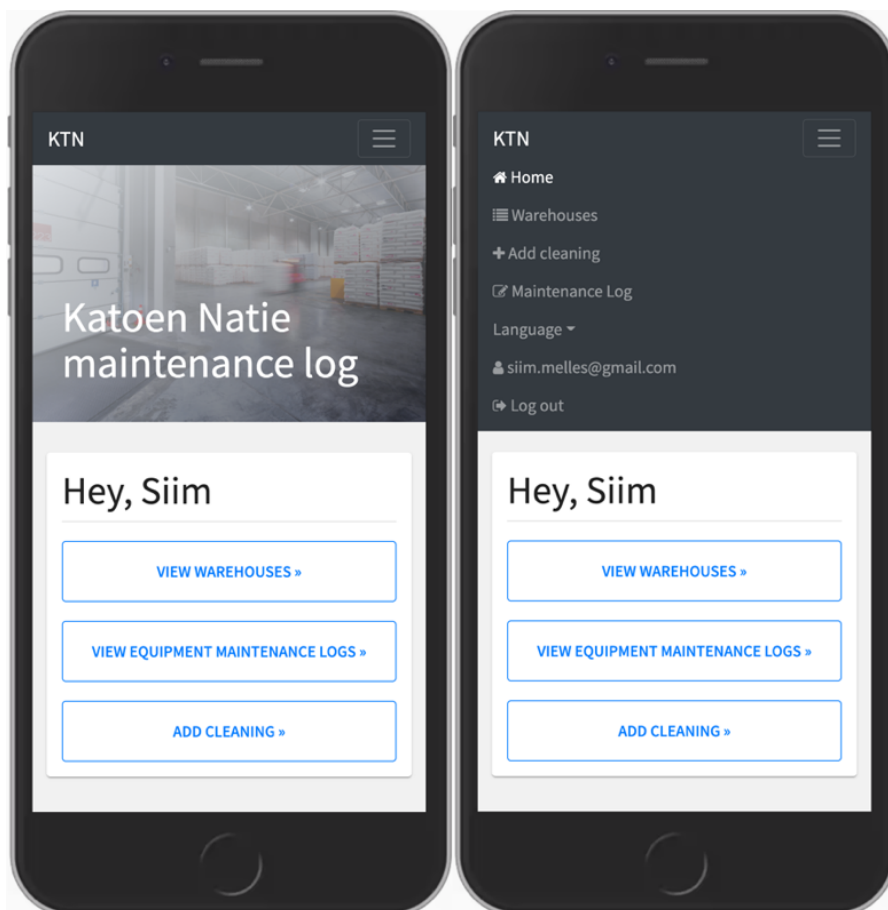 KTN
Katoen Natie
maintenance log
Hey, Siim
VIEW WAREHOUSES »
VIEW EQUIPMENT MAINTENANCE LOGS »
ADD CLEANING »
KTN
Home
Warehouses
Add cleaning
Maintenance Log
Language
siim.melles@gmail.com
Log out
Hey, Siim
VIEW WAREHOUSES »
VIEW EQUIPMENT MAINTENANCE LOGS »
ADD CLEANING »